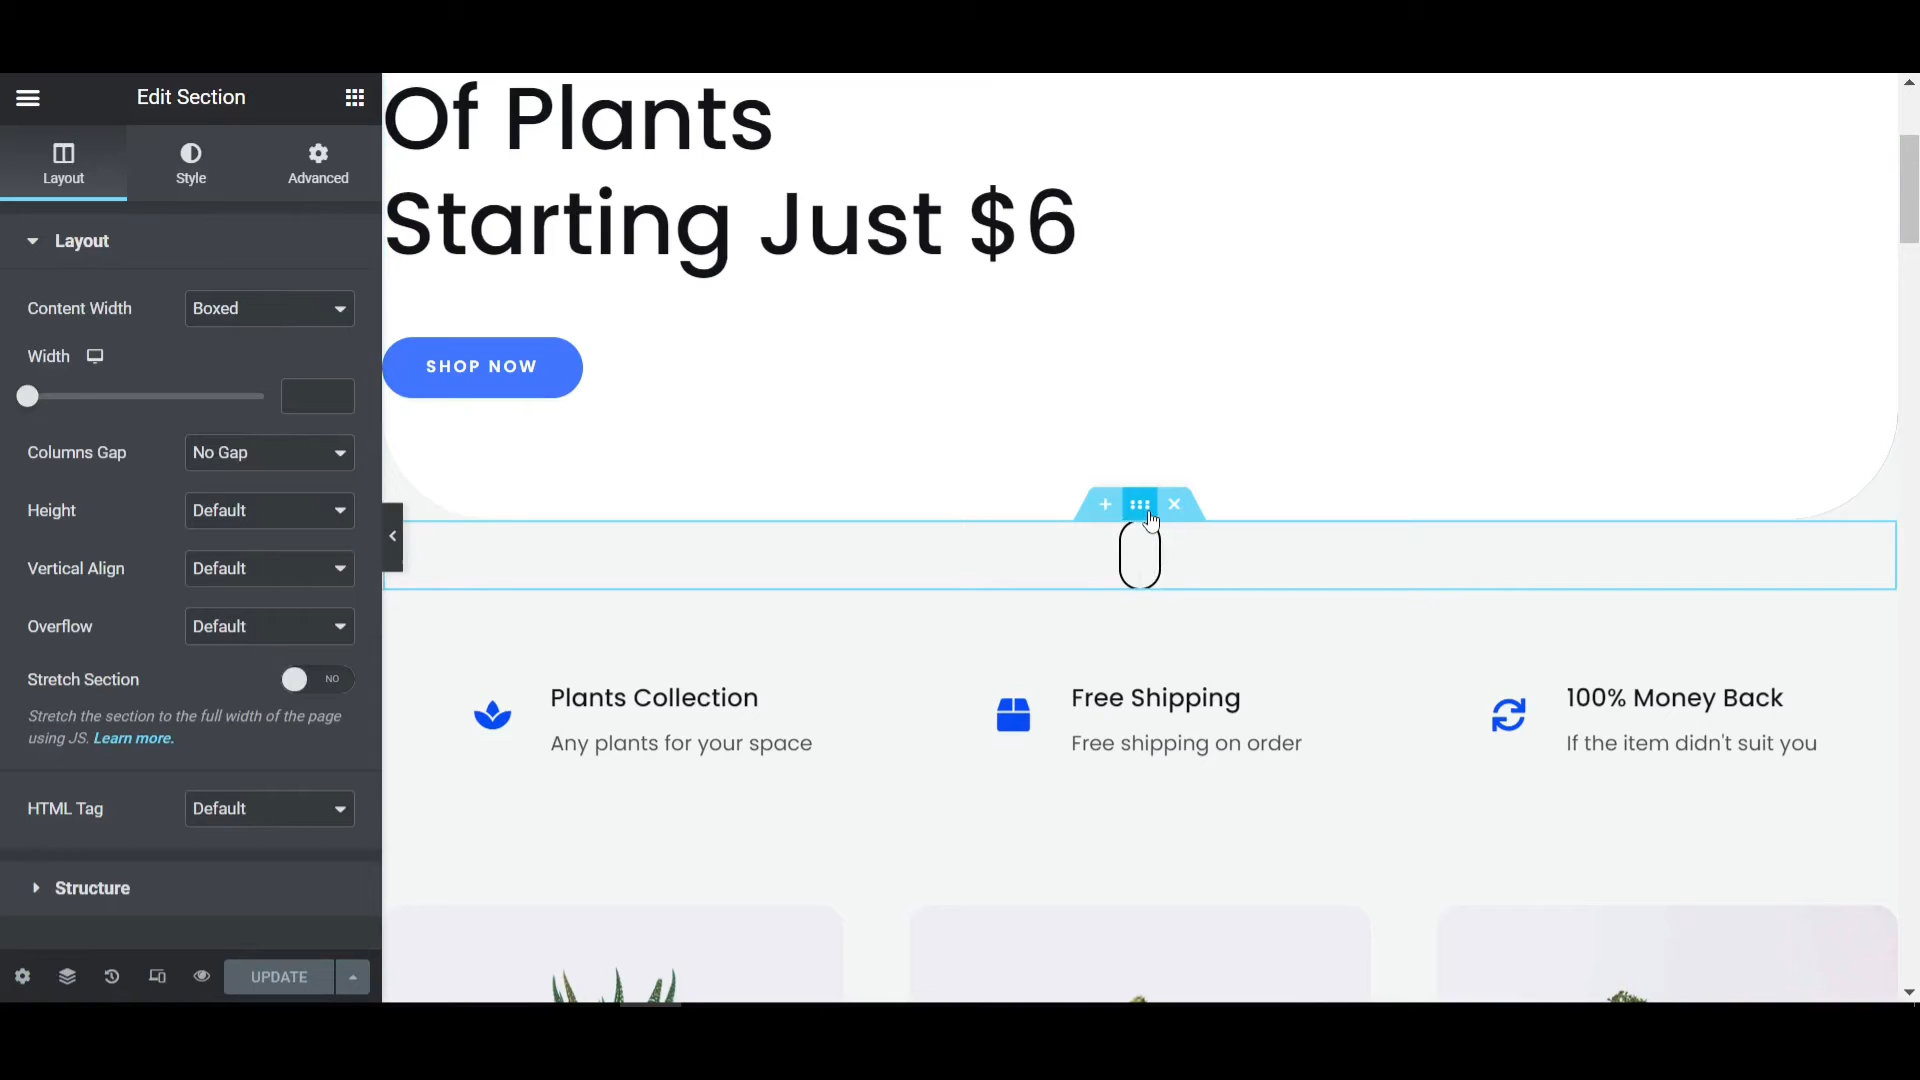 Edit Section
Layout
Style
Advanced
Layout
Content Width
Boxed
Width
Columns Gap
No Gap
Height
Default
Vertical Align
Default
Overflow
Default
Stretch Section
NO
Stretch the section to the full width of the page
using JS. Learn more.
HTML Tag
Default
Structure
UPDATE
Of Plants
Starting Just $6
SHOP NOW
Plants Collection
Any plants for your space
Free Shipping
Free shipping on order
100% Money Back
If the item didn't suit you